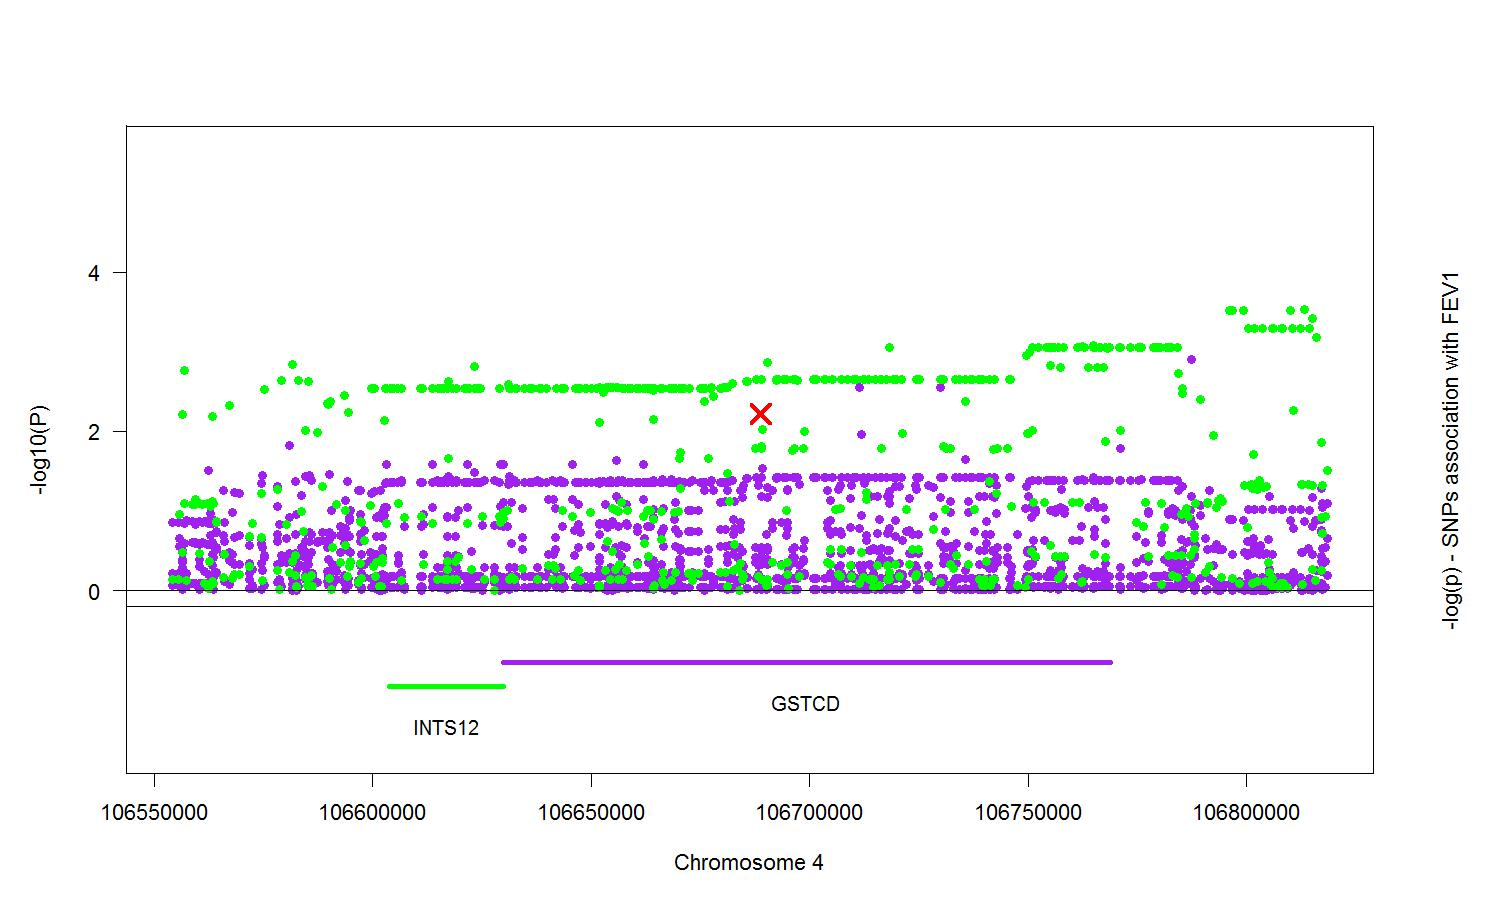 -log10(P)
4
2
0
-log(p) - SNPs association with FEV1
GSTCD
INTS12
106550000 106600000 106650000 106700000 106750000 106800000
Chromosome 4